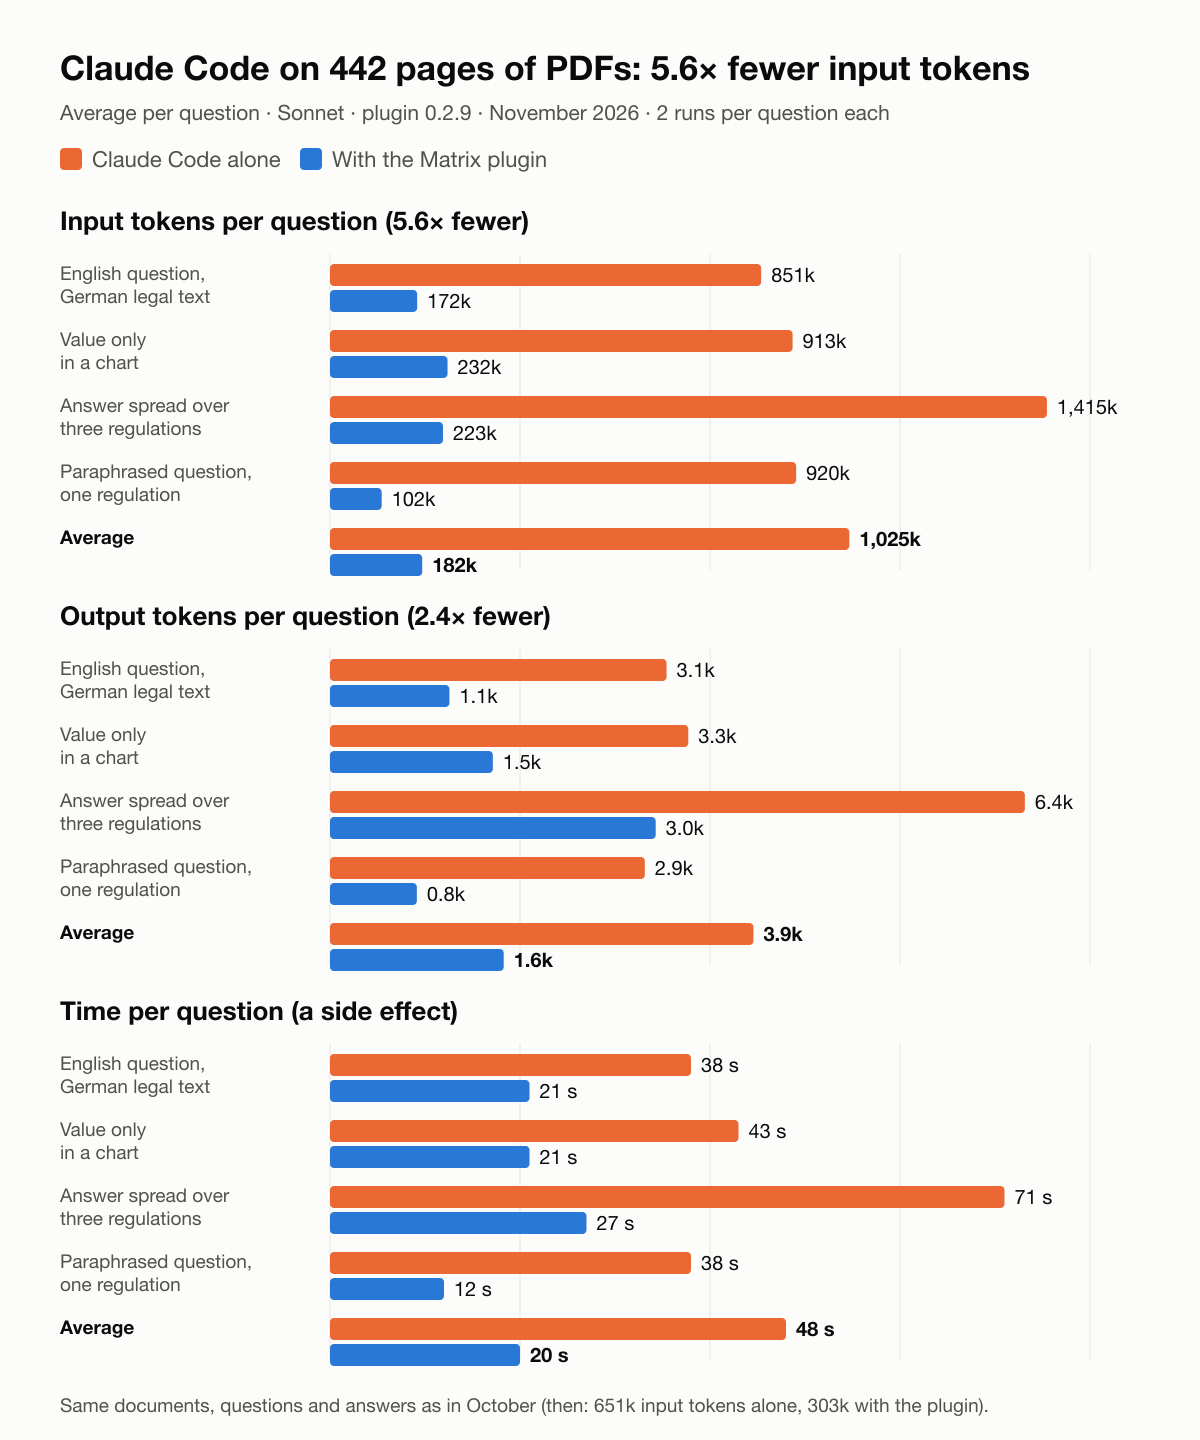 Claude Code on 442 pages of PDFs: 5.6× fewer input tokens
Average per question · Sonnet · plugin 0.2.9 · November 2026 · 2 runs per question each
Claude Code alone
With the Matrix plugin
Input tokens per question (5.6× fewer)
English question,
German legal text
851k
172k
Value only
in a chart
913k
232k
Answer spread over
three regulations
1,415k
223k
Paraphrased question,
one regulation
920k
102k
Average
1,025k
182k
Output tokens per question (2.4× fewer)
English question,
German legal text
3.1k
1.1k
Value only
in a chart
3.3k
1.5k
Answer spread over
three regulations
6.4k
3.0k
Paraphrased question,
one regulation
2.9k
0.8k
Average
3.9k
1.6k
Time per question (a side effect)
English question,
German legal text
38 s
21 s
Value only
in a chart
43 s
21 s
Answer spread over
three regulations
71 s
27 s
Paraphrased question,
one regulation
38 s
12 s
Average
48 s
20 s
Same documents, questions and answers as in October (then: 651k input tokens alone, 303k with the plugin).